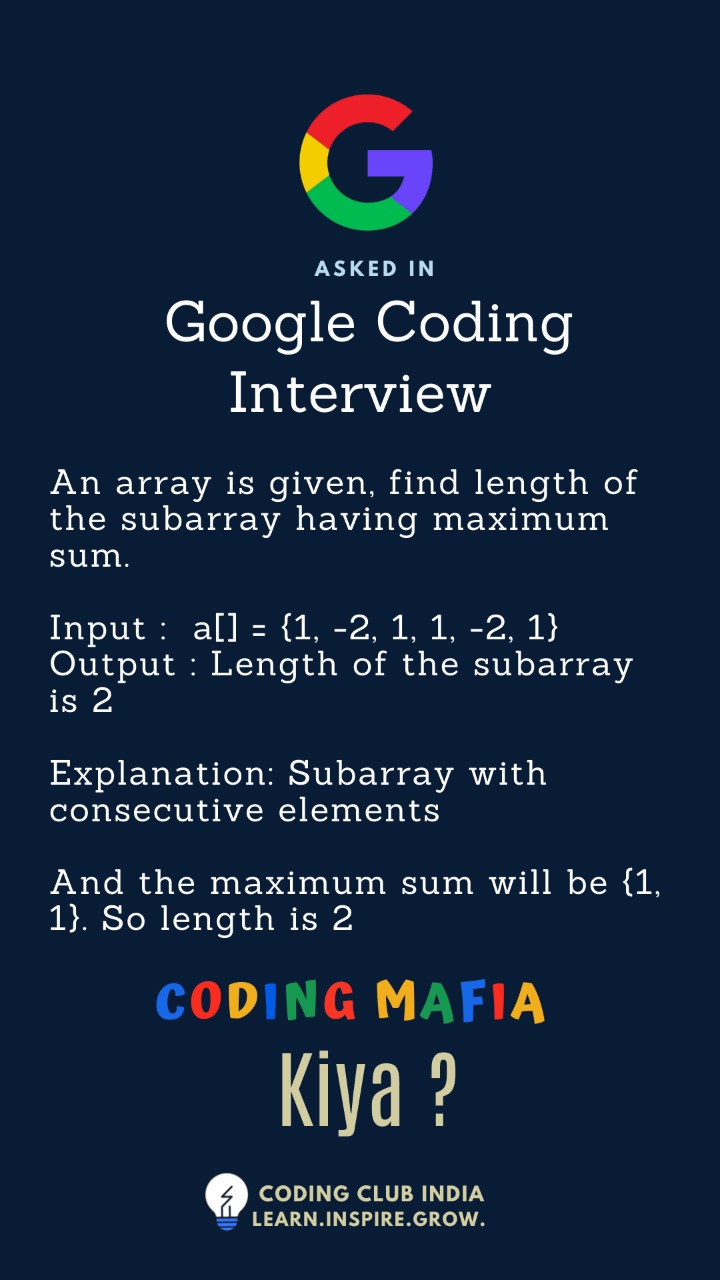 ASKED IN
Google Coding
Interview
An array is given, find length of
the subarray having maximum
sum.
Input :  a[] = {1, -2, 1, 1, -2, 1}
Output : Length of the subarray
is 2
Explanation: Subarray with
consecutive elements
And the maximum sum will be {1,
1}. So length is 2
CODING MAFIA
Kiya ?
CODING CLUB INDIA
LEARN.INSPIRE.GROW.